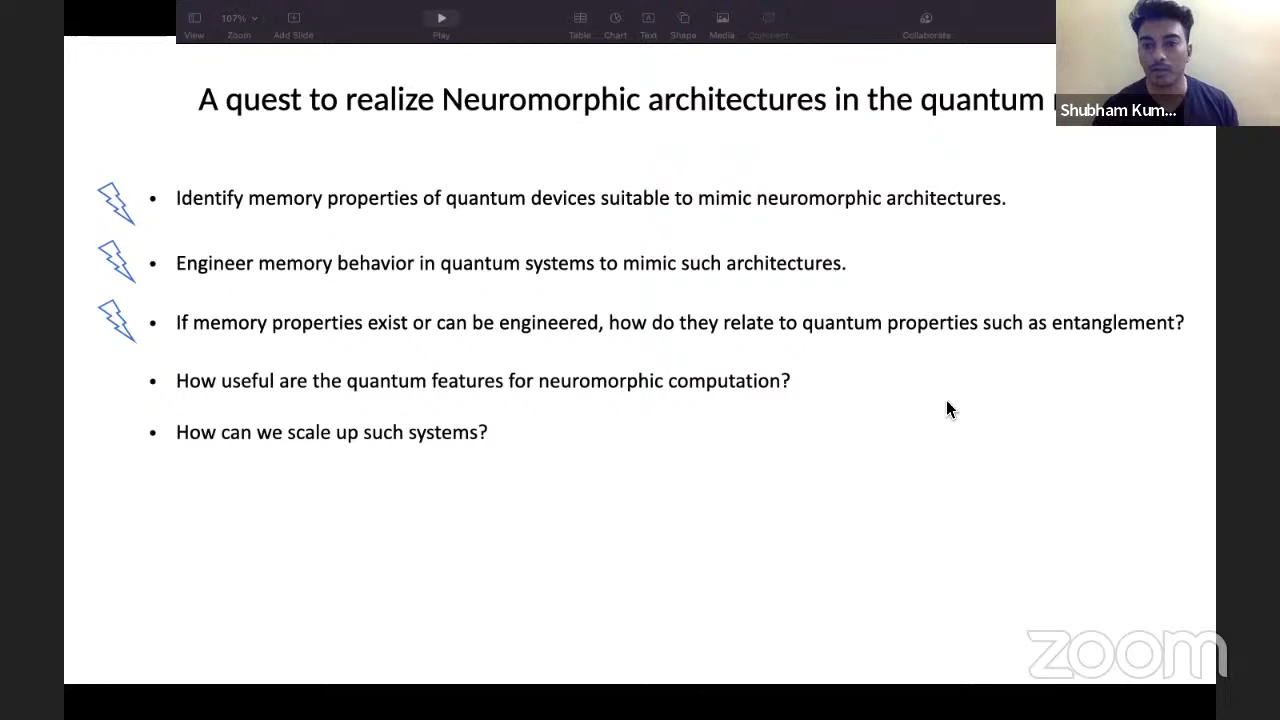 107%
View
Zoom
Add Slide
Play
Table
Chart
Text
Shape
Media
Comment
Collaborate
Shubham Kum...
A quest to realize Neuromorphic architectures in the quantum
• Identify memory properties of quantum devices suitable to mimic neuromorphic architectures.
• Engineer memory behavior in quantum systems to mimic such architectures.
• If memory properties exist or can be engineered, how do they relate to quantum properties such as entanglement?
• How useful are the quantum features for neuromorphic computation?
• How can we scale up such systems?
zoom